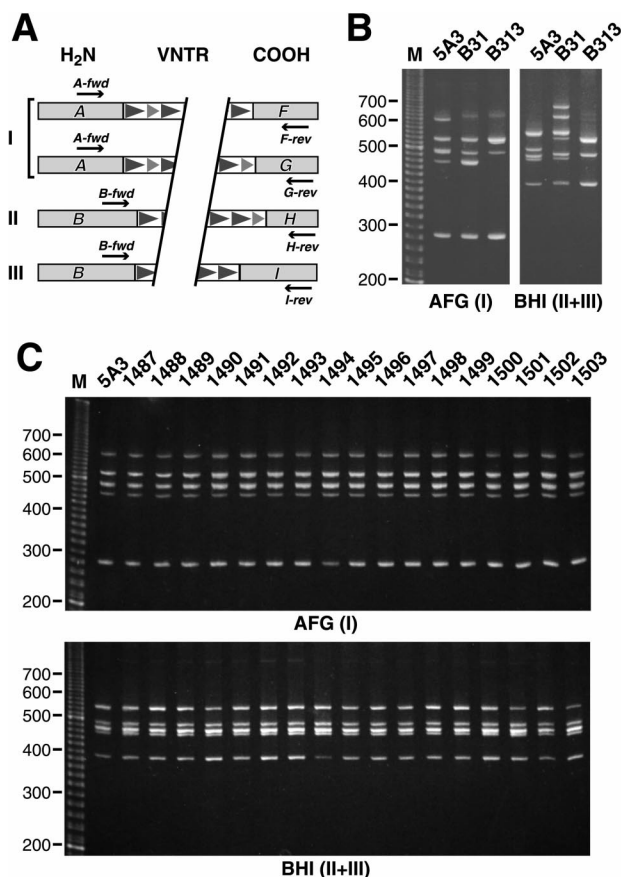 A
H₂N VNTR COOH
A-fwd
I
A
F
F-rev
A-fwd
A
G
G-rev
II
B-fwd
B
H
H-rev
III
B-fwd
B
I
I-rev
B
M 5A3 B31 B313 5A3 B31 B313
700
600
500
400
300
200
AFG (I) BHI (II+III)
C
M 5A3 1487 1488 1489 1490 1491 1492 1493 1494 1495 1496 1497 1498 1499 1500 1501 1502 1503
700
600
500
400
300
200
AFG (I)
700
600
500
400
300
200
BHI (II+III)